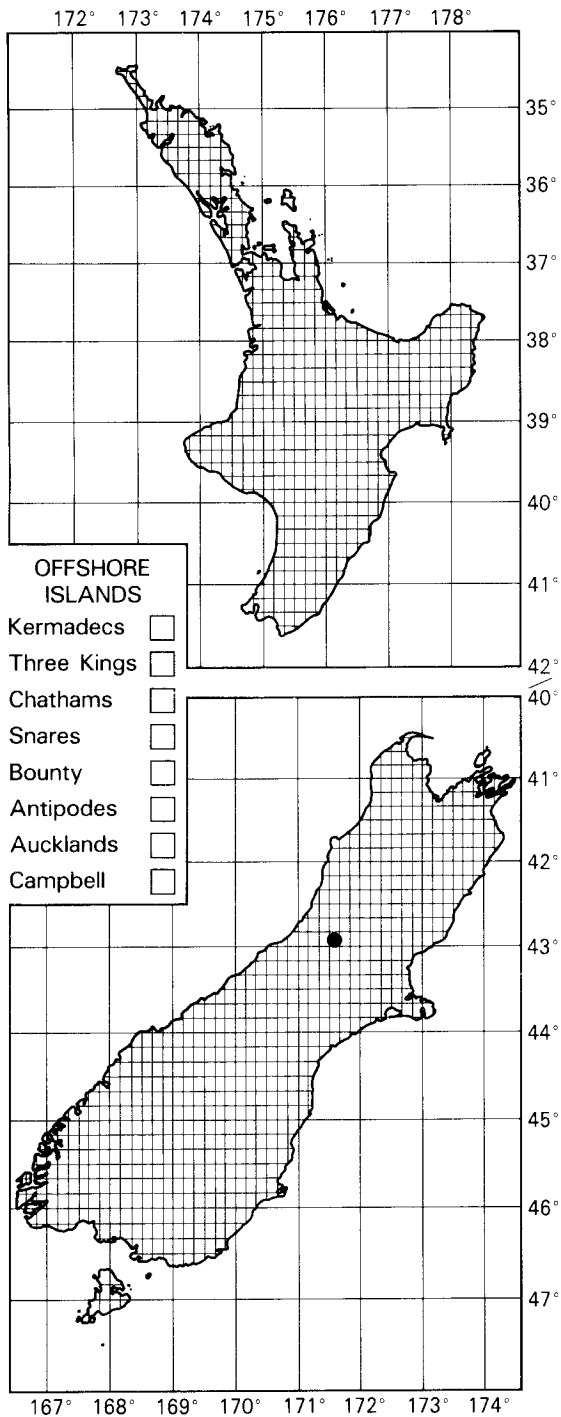 172° 173° 174° 175° 176° 177° 178°
35°
36°
37°
38°
39°
40°
41°
42°
OFFSHORE
ISLANDS
Kermadecs
Three Kings
Chathams
Snares
Bounty
Antipodes
Aucklands
Campbell
40°
41°
42°
43°
44°
45°
46°
47°
167° 168° 169° 170° 171° 172° 173° 174°